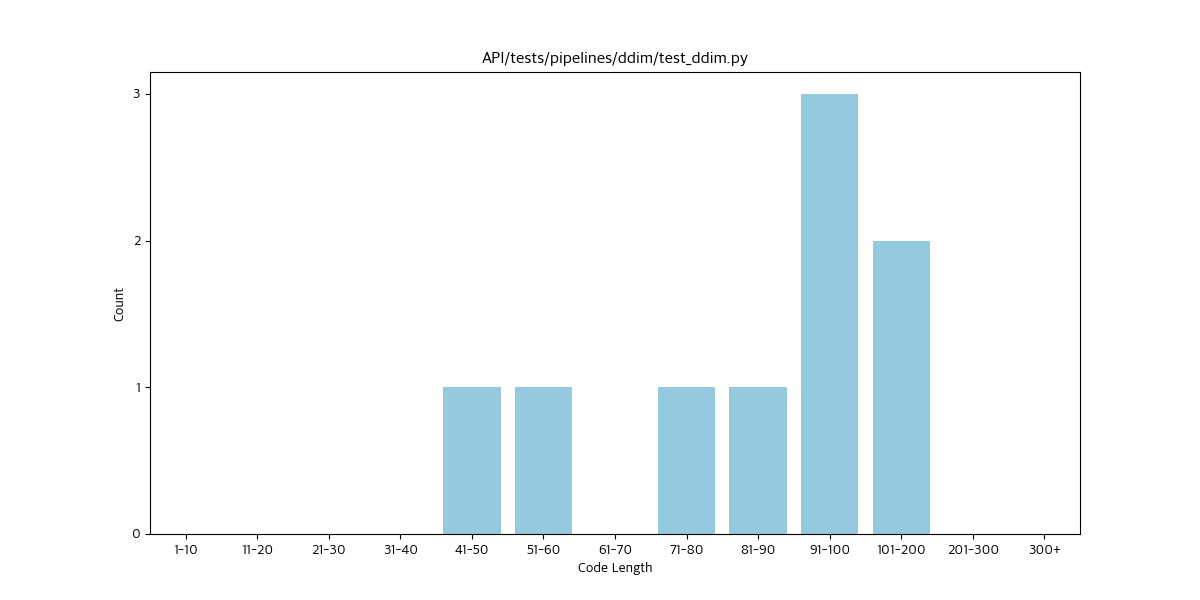 API/tests/pipelines/ddim/test_ddim.py
3
2
1
0
Count
1-10 11-20 21-30 31-40 41-50 51-60 61-70 71-80 81-90 91-100 101-200 201-300 300+
Code Length